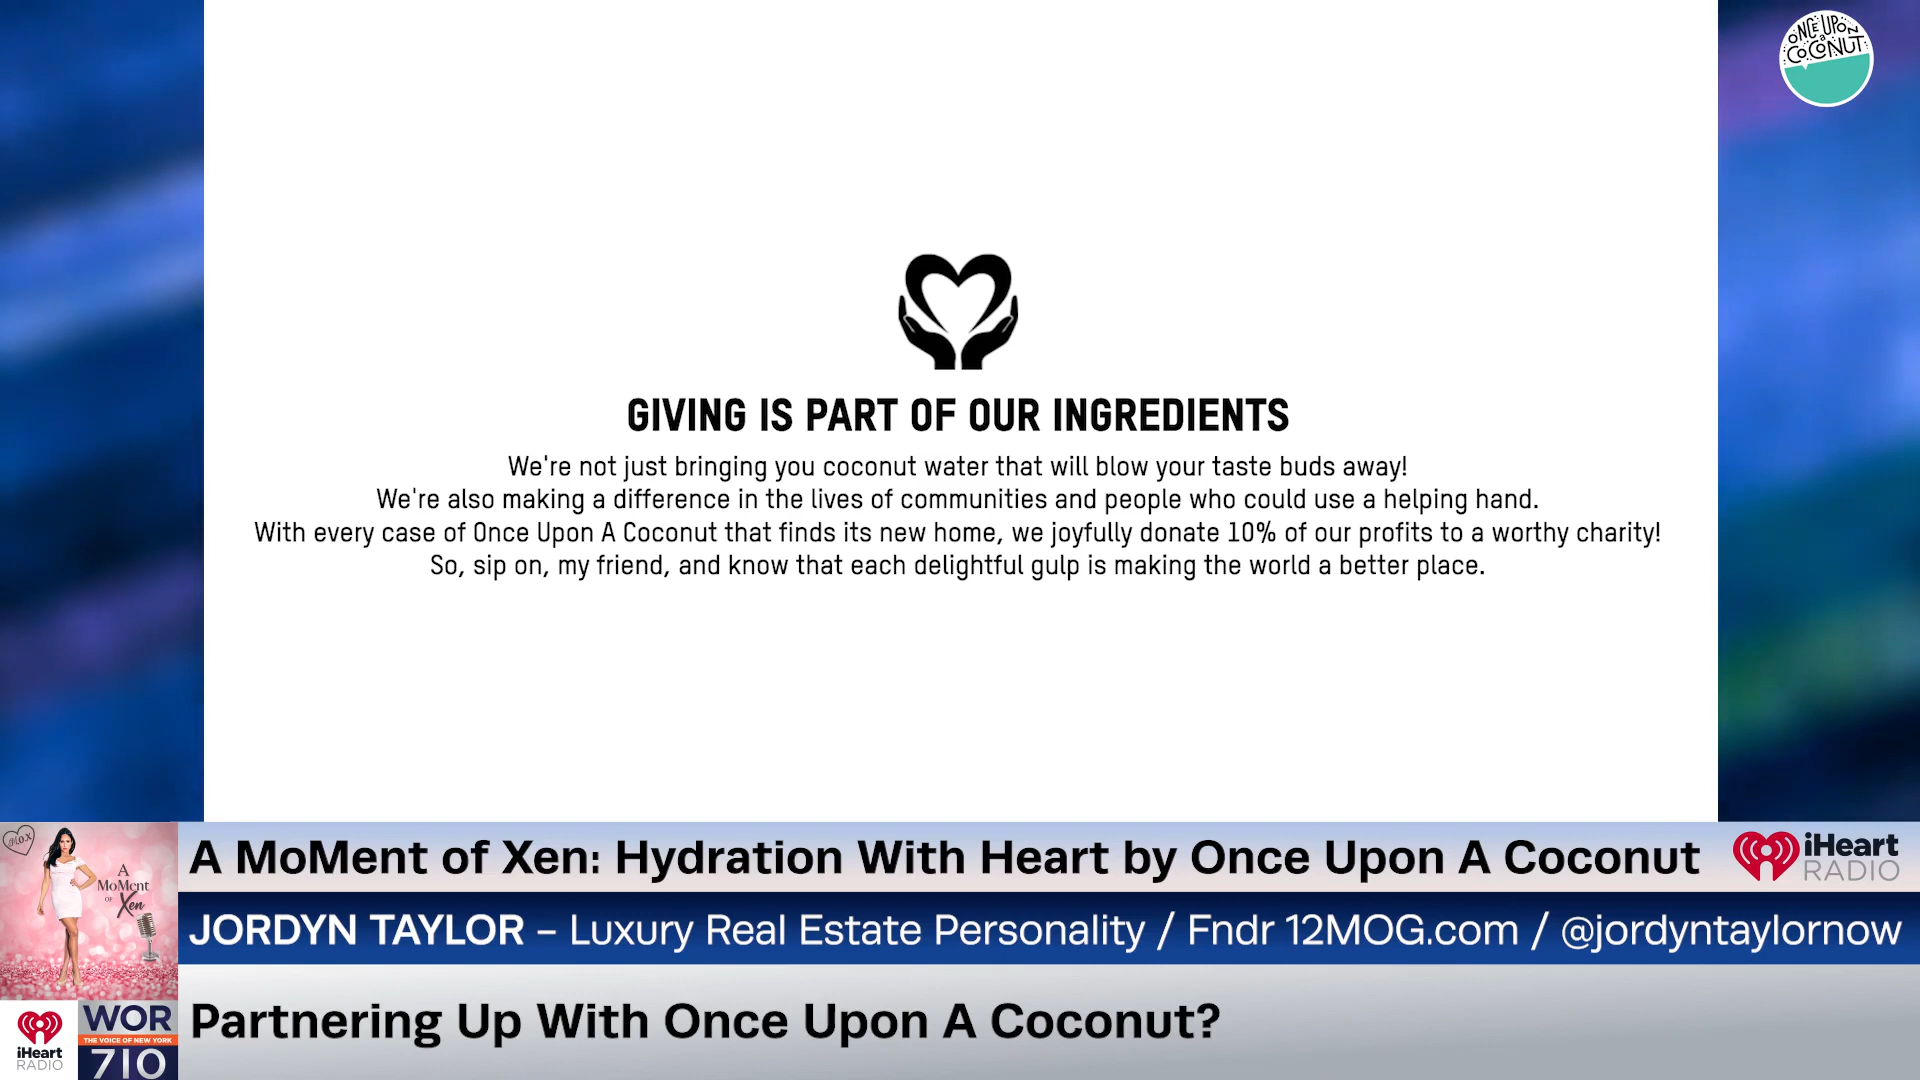 ONCE UPON
a
COCONUT
GIVING IS PART OF OUR INGREDIENTS
We're not just bringing you coconut water that will blow your taste buds away!
We're also making a difference in the lives of communities and people who could use a helping hand.
With every case of Once Upon A Coconut that finds its new home, we joyfully donate 10% of our profits to a worthy charity!
So, sip on, my friend, and know that each delightful gulp is making the world a better place.
M.O.X
A
MoMent
OF Xen
A MoMent of Xen: Hydration With Heart by Once Upon A Coconut
iHeart
RADIO
JORDYN TAYLOR – Luxury Real Estate Personality / Fndr 12MOG.com / @jordyntaylornow
iHeart
RADIO
WOR
THE VOICE OF NEW YORK
710
Partnering Up With Once Upon A Coconut?